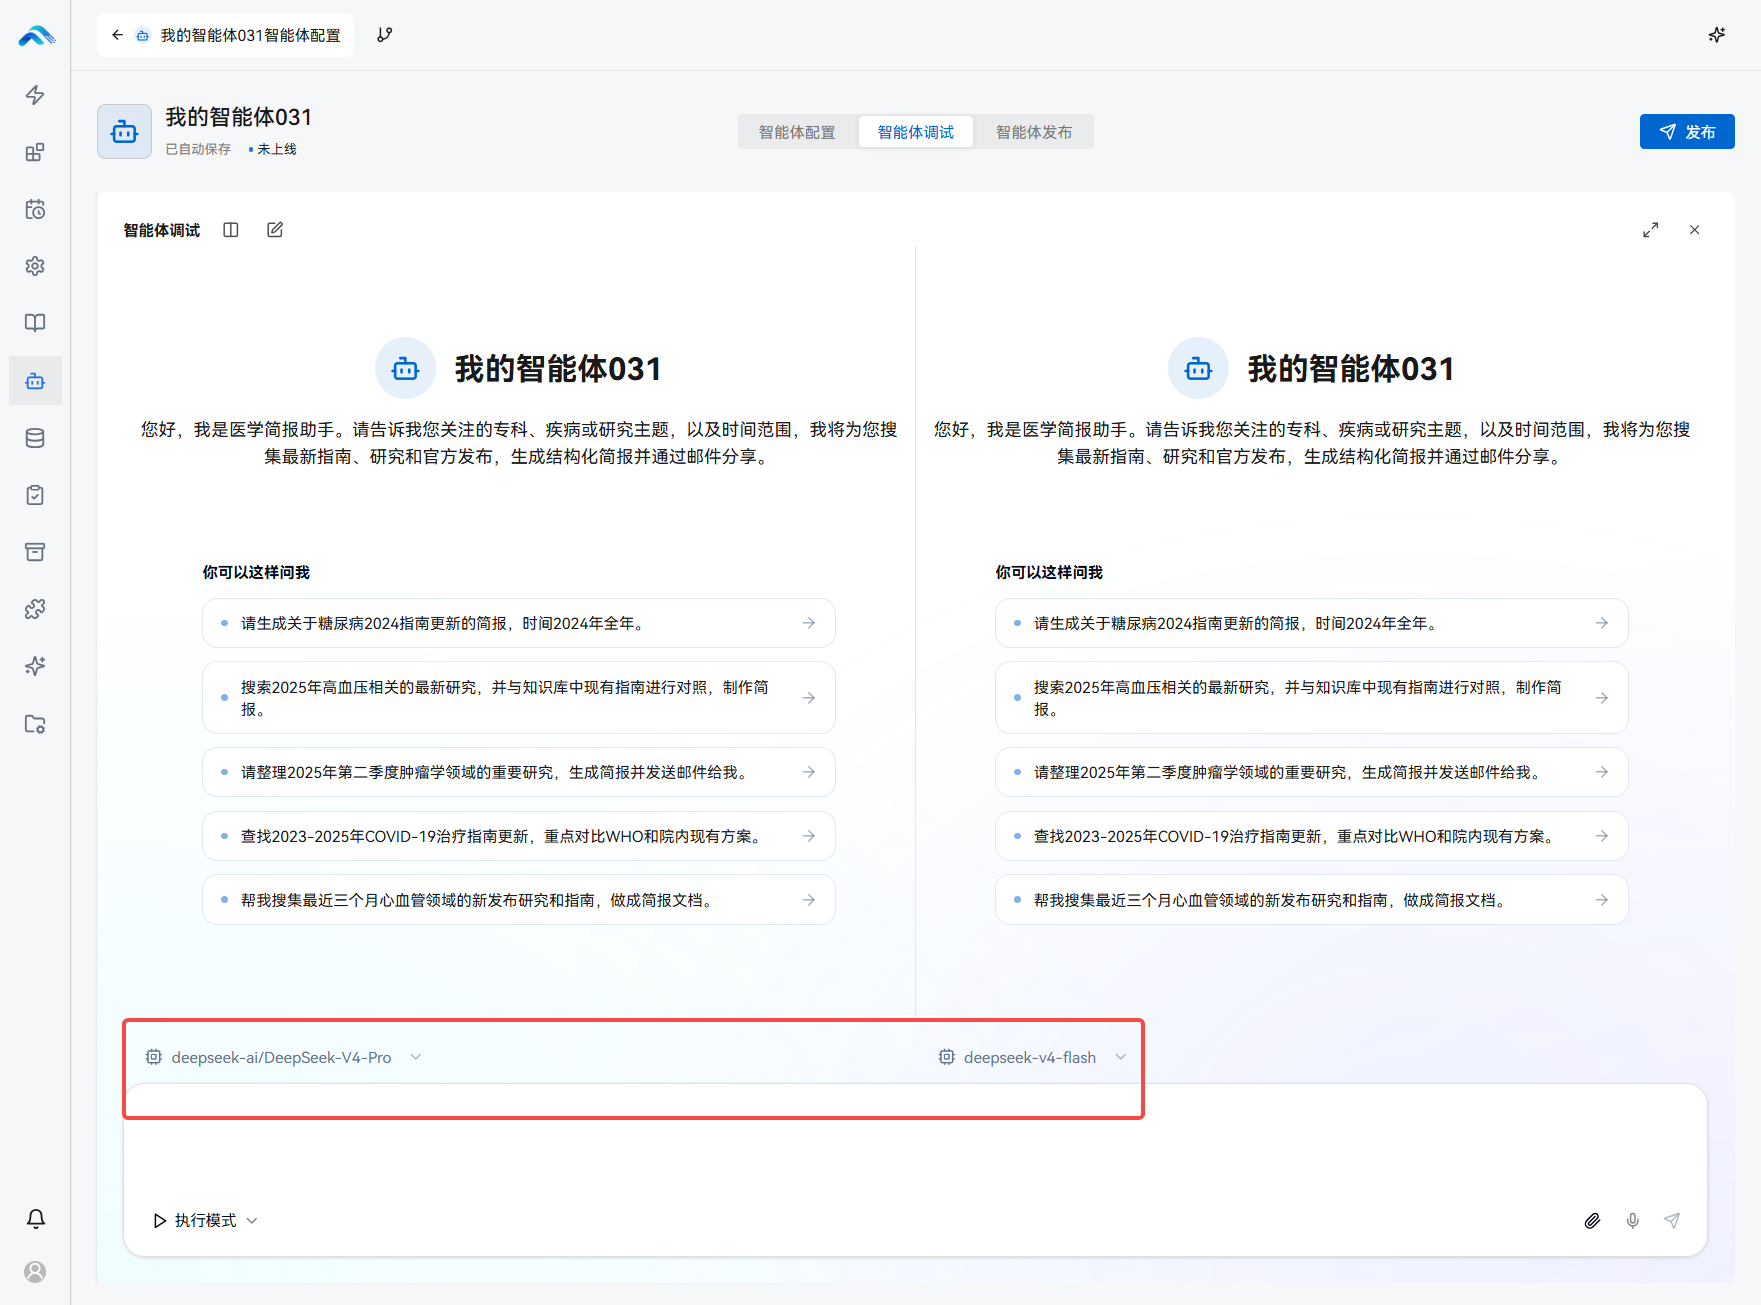 我的智能体031智能体配置
我的智能体031
已自动保存
未上线
智能体配置
智能体调试
智能体发布
发布
智能体调试
我的智能体031
您好，我是医学简报助手。请告诉我您关注的专科、疾病或研究主题，以及时间范围，我将为您搜
集最新指南、研究和官方发布，生成结构化简报并通过邮件分享。
你可以这样问我
请生成关于糖尿病2024指南更新的简报，时间2024年全年。
搜索2025年高血压相关的最新研究，并与知识库中现有指南进行对照，制作简
报。
请整理2025年第二季度肿瘤学领域的重要研究，生成简报并发送邮件给我。
查找2023-2025年COVID-19治疗指南更新，重点对比WHO和院内现有方案。
帮我搜集最近三个月心血管领域的新发布研究和指南，做成简报文档。
deepseek-ai/DeepSeek-V4-Pro
我的智能体031
您好，我是医学简报助手。请告诉我您关注的专科、疾病或研究主题，以及时间范围，我将为您搜
集最新指南、研究和官方发布，生成结构化简报并通过邮件分享。
你可以这样问我
请生成关于糖尿病2024指南更新的简报，时间2024年全年。
搜索2025年高血压相关的最新研究，并与知识库中现有指南进行对照，制作简
报。
请整理2025年第二季度肿瘤学领域的重要研究，生成简报并发送邮件给我。
查找2023-2025年COVID-19治疗指南更新，重点对比WHO和院内现有方案。
帮我搜集最近三个月心血管领域的新发布研究和指南，做成简报文档。
deepseek-v4-flash
执行模式